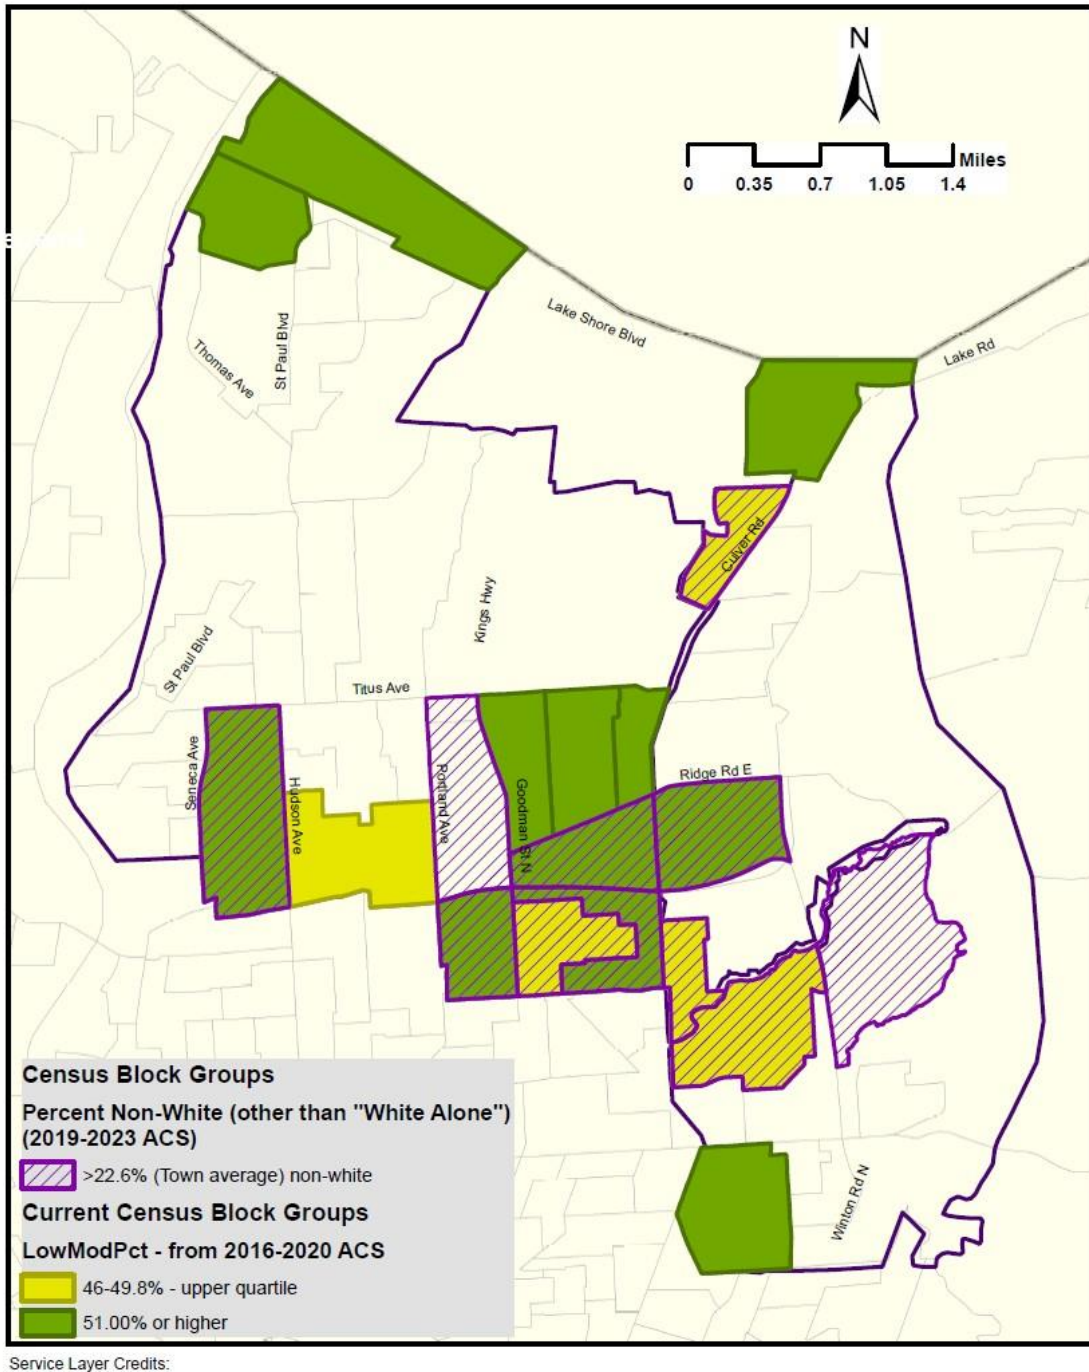 N
Miles
0 0.35 0.7 1.05 1.4
Lake Shore Blvd
Lake Rd
Thomas Ave
St Paul Blvd
Culver Rd
Kings Hwy
St Paul Blvd
Titus Ave
Seneca Ave
Hudson Ave
Portland Ave
Goodman St N
Ridge Rd E
Winton Rd N
Census Block Groups
Percent Non-White (other than "White Alone")
(2019-2023 ACS)
>22.6% (Town average) non-white
Current Census Block Groups
LowModPct - from 2016-2020 ACS
46-49.8% - upper quartile
51.00% or higher
Service Layer Credits: